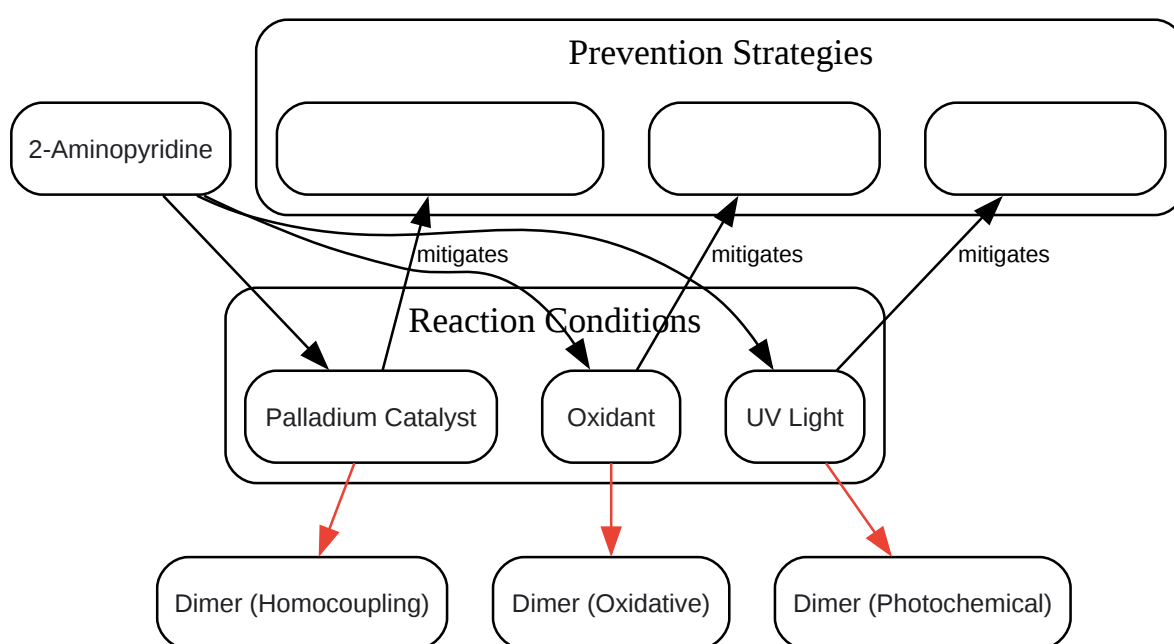 Prevention Strategies
2-Aminopyridine
mitigates
mitigates
mitigates
Reaction Conditions
Palladium Catalyst
Oxidant
UV Light
Dimer (Homocoupling)
Dimer (Oxidative)
Dimer (Photochemical)